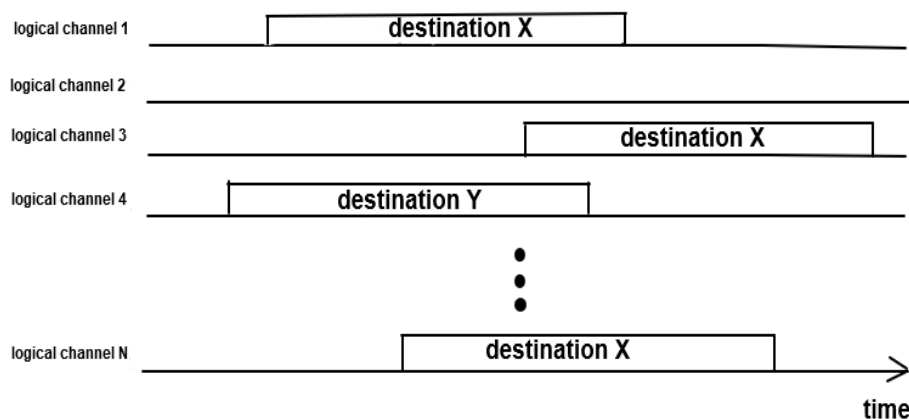 logical channel 1
destination X
logical channel 2
logical channel 3
destination X
logical channel 4
destination Y
logical channel N
destination X
time